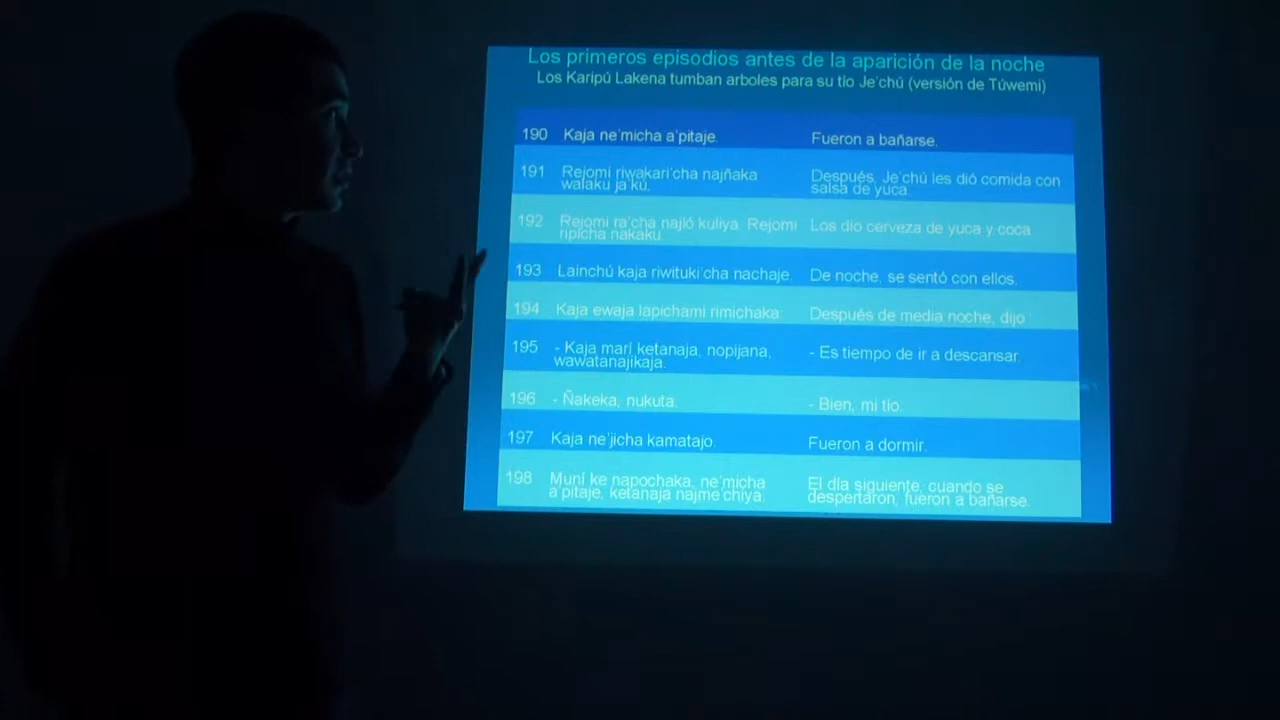 Los primeros episodios antes de la aparición de la noche
Los Karipú Lakena tumban arboles para su tío Je'chú (versión de Túwemi)
190 Kaja ne'micha a'pitaje. Fueron a bañarse.
191 Rejomi riwakari'cha najñaka Después, Je'chú les dió comida con
walaku ja'kú. salsa de yuca.
192 Rejomi ra'cha najló kuliya. Rejomi Los dio cerveza de yuca y coca.
ripicha nakaku.
193 Lainchú kaja riwituki'cha nachaje. De noche, se sentó con ellos.
194 Kaja ewaja lapichami rimichaka: Después de media noche, dijo :
195 - Kaja marí ketanaja, nopijana, - Es tiempo de ir a descansar.
wawatanajikaja.
196 - Ñakeka, nukuta. - Bien, mi tío.
197 Kaja ne'jicha kamatajo. Fueron a dormir.
198 Muní ke napochaka, ne'micha El día siguiente, cuando se
a'pitaje, ketanaja najme'chiya. despertaron, fueron a bañarse.